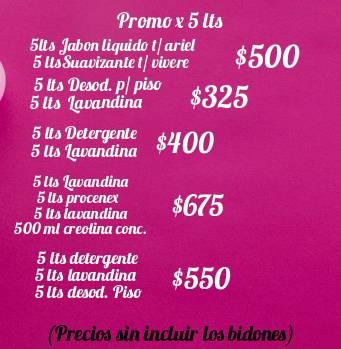 Promo x 5 lts
5lts Jabon liquido t/ ariel
5 ltsSuavizante t/ vivere
$500
5 lts Desod. p/ piso
5 lts Lavandina
$325
5 lts Detergente
5 lts Lavandina
$400
5 lts Lavandina
5 lts procenex
5 lts lavandina
500 ml creolina conc.
$675
5 lts detergente
5 lts lavandina
5 lts desod. Piso
$550
(Precios sin incluir los bidones)